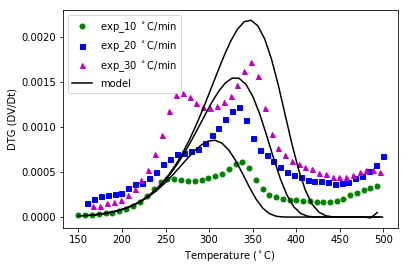 exp_10 °C/min
exp_20 °C/min
exp_30 °C/min
model
DTG (DV/Dt)
0.0020
0.0015
0.0010
0.0005
0.0000
150 200 250 300 350 400 450 500
Temperature (°C)